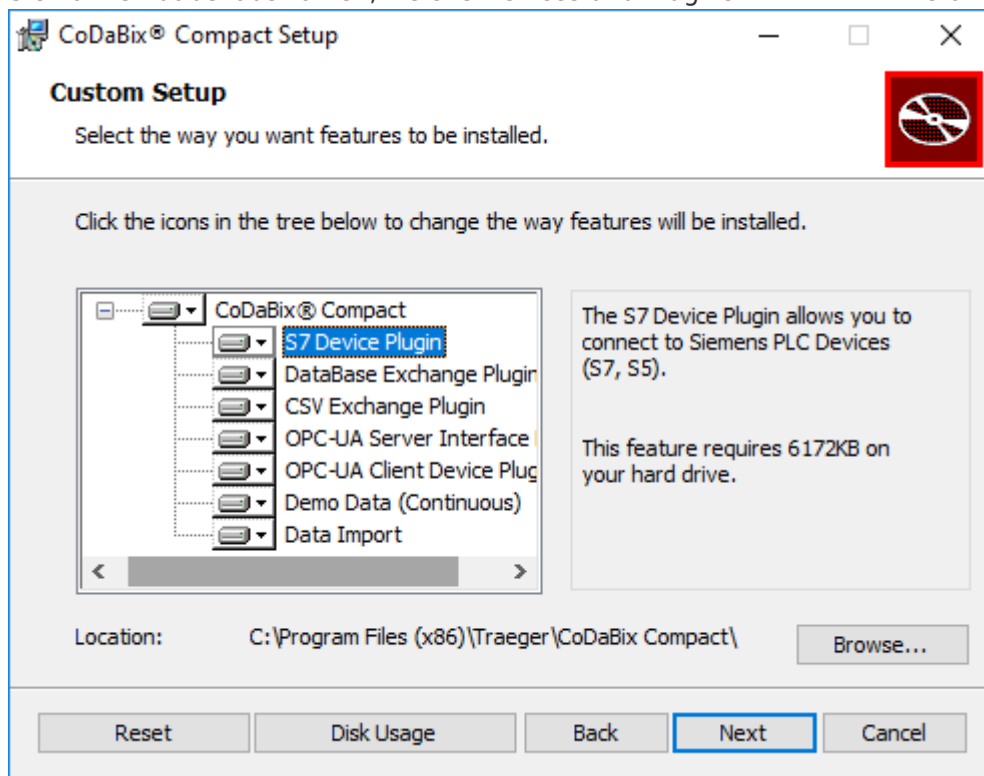 CoDaBix® Compact Setup
Custom Setup
Select the way you want features to be installed.
Click the icons in the tree below to change the way features will be installed.
CoDaBix® Compact
S7 Device Plugin
DataBase Exchange Plugin
CSV Exchange Plugin
OPC-UA Server Interface
OPC-UA Client Device Plug
Demo Data (Continuous)
Data Import
The S7 Device Plugin allows you to
connect to Siemens PLC Devices
(S7, S5).
This feature requires 6172KB on
your hard drive.
Location: C:\Program Files (x86)\Traeger\CoDaBix Compact\ Browse...
Reset Disk Usage Back Next Cancel